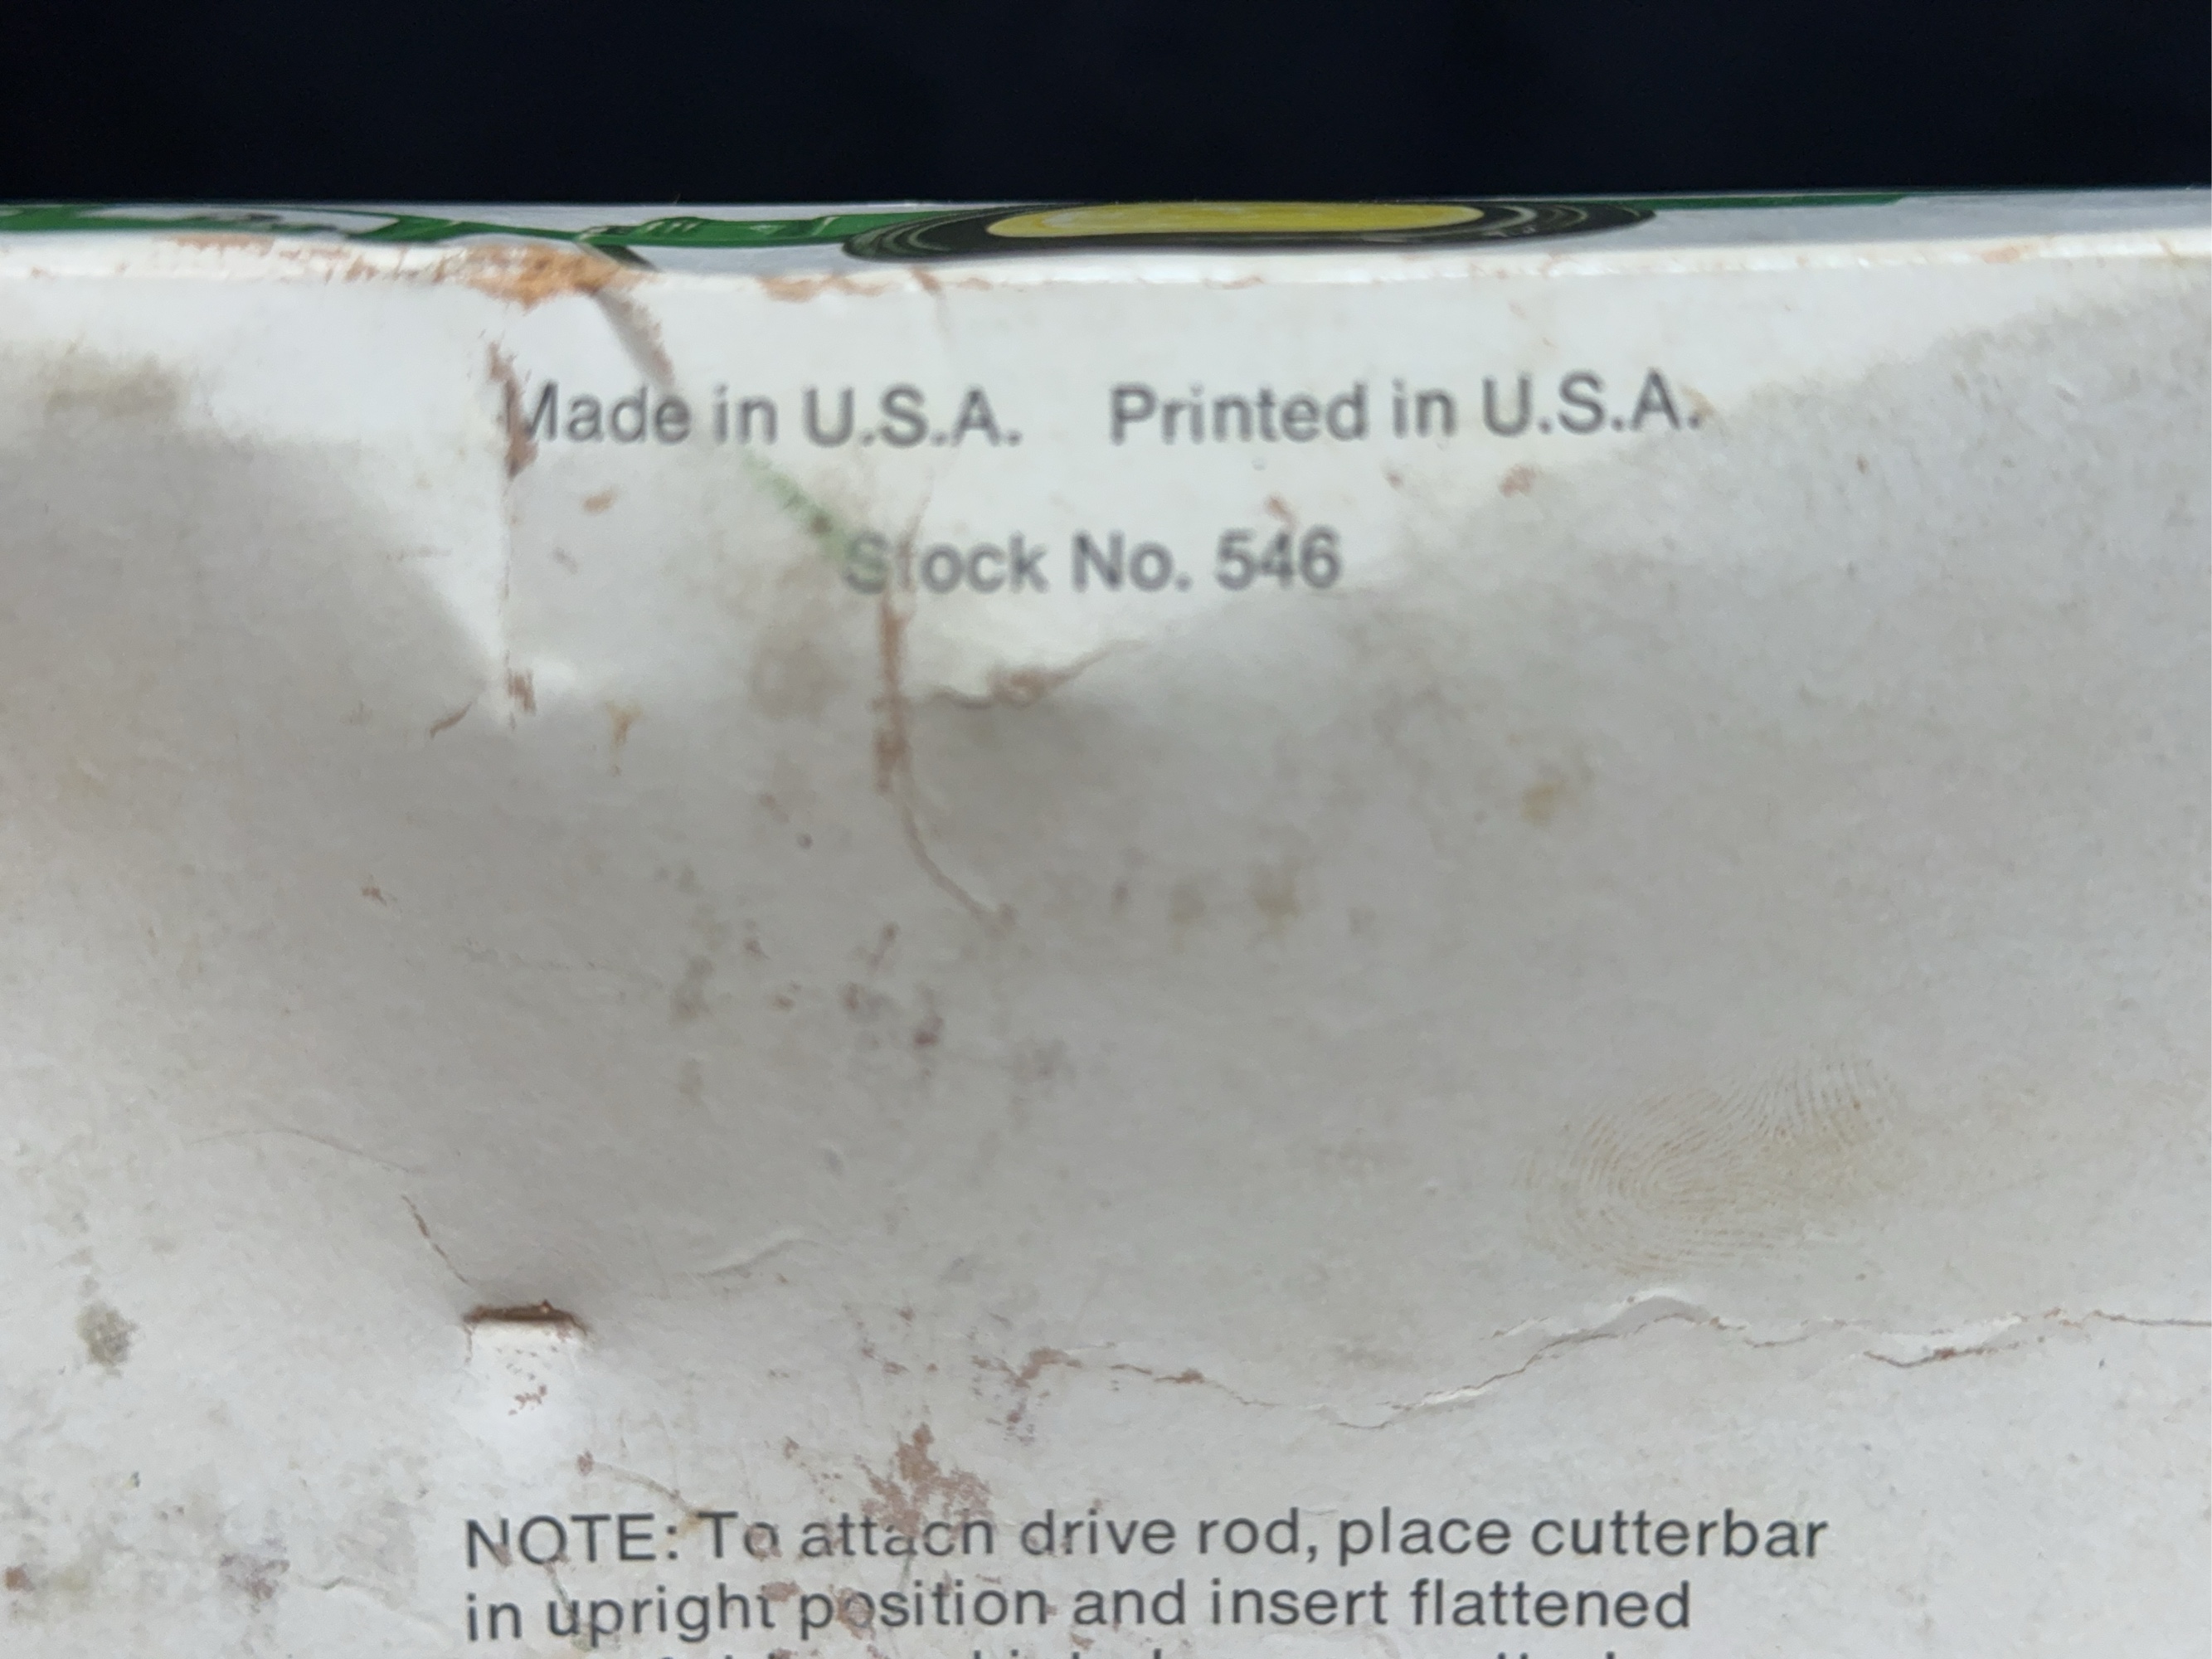 Made in U.S.A. Printed in U.S.A.
Stock No. 546
NOTE: To attach drive rod, place cutterbar
in upright position and insert flattened